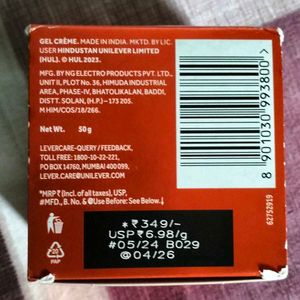 GEL CRÈME. MADE IN INDIA. MKTD. BY LIC.
USER HINDUSTAN UNILEVER LIMITED
(HUL). © HUL 2023.
MFG. BY NG ELECTRO PRODUCTS PVT. LTD.,
UNIT II, PLOT No. 36, HIMUDA INDUSTRIAL
AREA, PHASE-IV, BHATOLIKALAN, BADDI,
DISTT. SOLAN, (H.P.) – 173 205.
M HIM/COS/18/266.
Net Wt. 50 g
LEVERCARE-QUERY / FEEDBACK,
TOLL FREE: 1800-10-22-221,
PO BOX 14760, MUMBAI 400099,
LEVER.CARE@UNILEVER.COM
*MRP ₹ (Incl. of all taxes), USP,
#MFD., B. No. & @Use Before: See Below↓
*₹349/-
USP₹6.98/g
#05/24 B029
@04/26
PAP
8 901030 993800 >
62752919